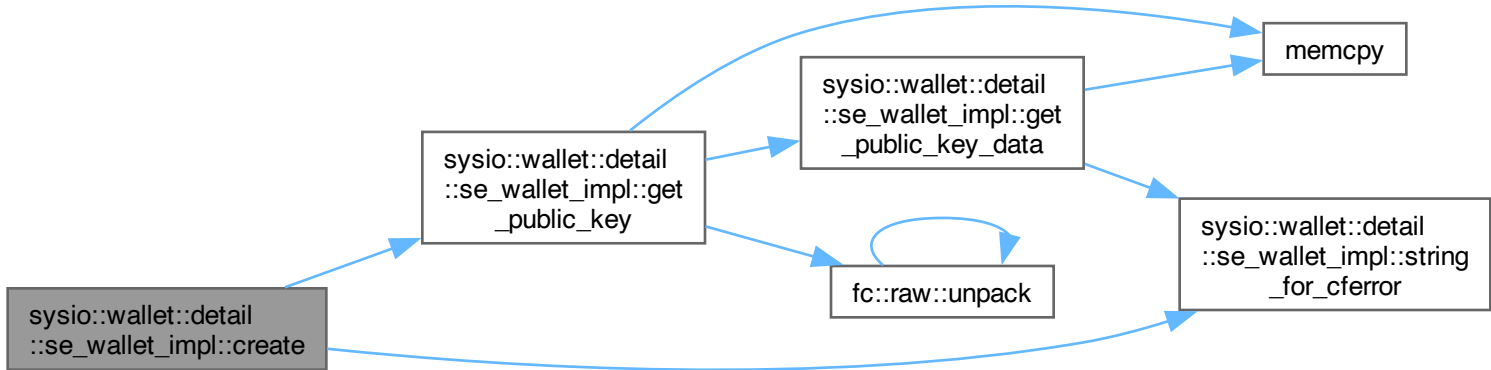 sysio::wallet::detail
::se_wallet_impl::create
sysio::wallet::detail
::se_wallet_impl::get
_public_key
sysio::wallet::detail
::se_wallet_impl::get
_public_key_data
memcpy
fc::raw::unpack
sysio::wallet::detail
::se_wallet_impl::string
_for_cferror